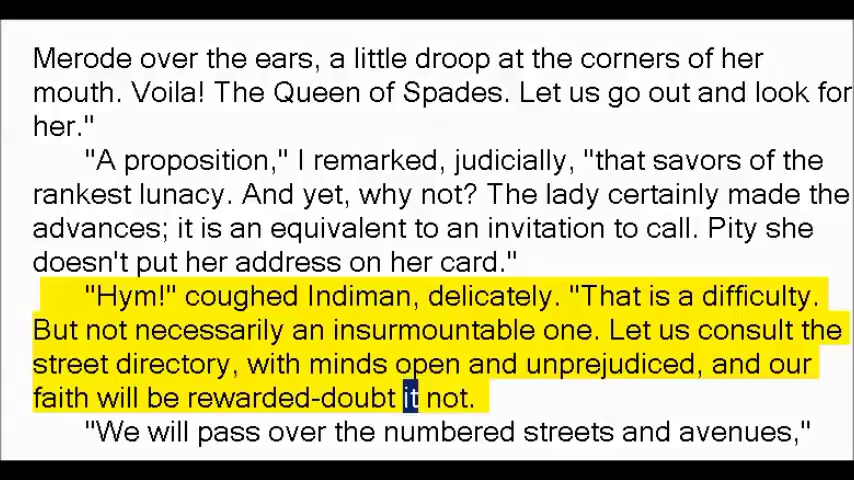 Merode over the ears, a little droop at the corners of her
mouth. Voila! The Queen of Spades. Let us go out and look for
her."
"A proposition," I remarked, judicially, "that savors of the
rankest lunacy. And yet, why not? The lady certainly made the
advances; it is an equivalent to an invitation to call. Pity she
doesn't put her address on her card."
"Hym!" coughed Indiman, delicately. "That is a difficulty.
But not necessarily an insurmountable one. Let us consult the
street directory, with minds open and unprejudiced, and our
faith will be rewarded-doubt it not.
"We will pass over the numbered streets and avenues,"